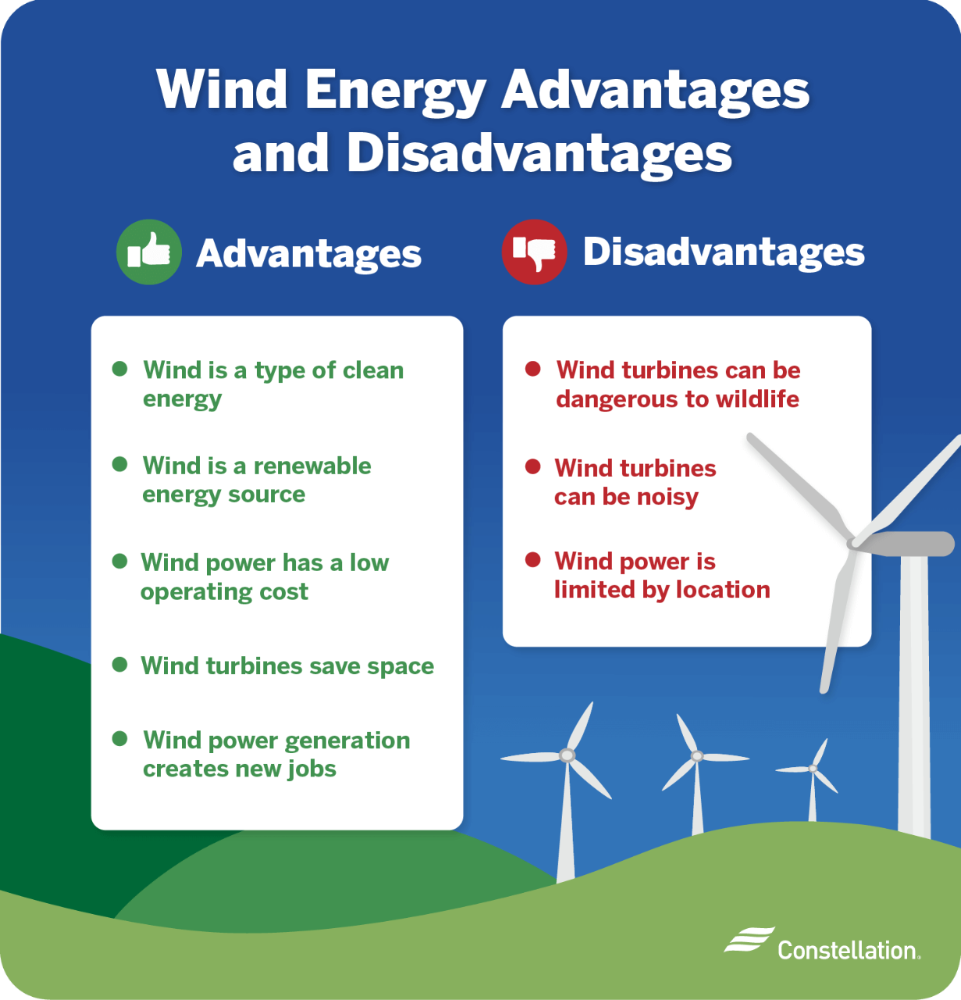 Wind Energy Advantages
and Disadvantages
Advantages
Wind is a type of clean
energy
Wind is a renewable
energy source
Wind power has a low
operating cost
Wind turbines save space
Wind power generation
creates new jobs
Disadvantages
Wind turbines can be
dangerous to wildlife
Wind turbines
can be noisy
Wind power is
limited by location
Constellation®